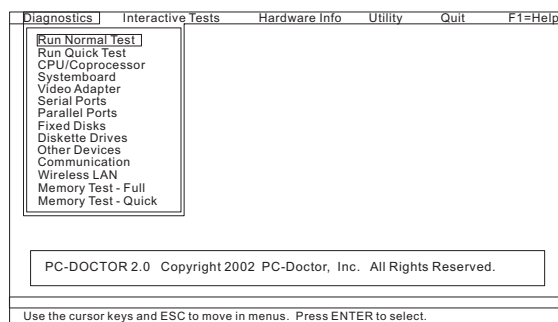 Diagnostics Interactive Tests Hardware Info Utility Quit F1=Help
Run Normal Test
Run Quick Test
CPU/Coprocessor
Systemboard
Video Adapter
Serial Ports
Parallel Ports
Fixed Disks
Diskette Drives
Other Devices
Communication
Wireless LAN
Memory Test - Full
Memory Test - Quick
PC-DOCTOR 2.0 Copyright 2002 PC-Doctor, Inc. All Rights Reserved.
Use the cursor keys and ESC to move in menus. Press ENTER to select.